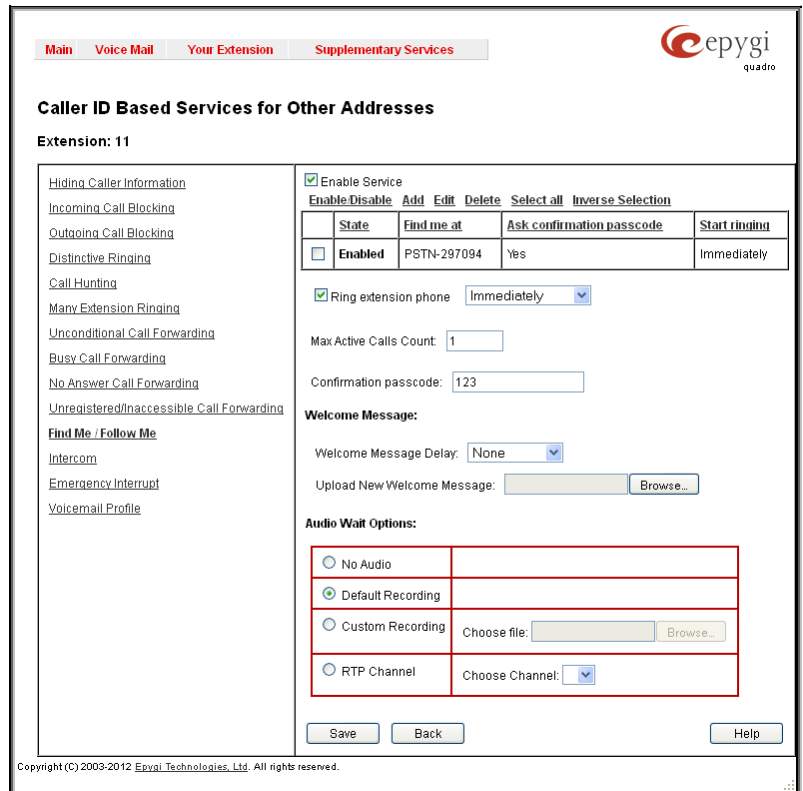 epygi
quadro
Main Voice Mail Your Extension Supplementary Services
Caller ID Based Services for Other Addresses
Extension: 11
Hiding Caller Information
Incoming Call Blocking
Outgoing Call Blocking
Distinctive Ringing
Call Hunting
Many Extension Ringing
Unconditional Call Forwarding
Busy Call Forwarding
No Answer Call Forwarding
Unregistered/Inaccessible Call Forwarding
Find Me / Follow Me
Intercom
Emergency Interrupt
Voicemail Profile
Enable Service
Enable/Disable Add Edit Delete Select all Inverse Selection
State Find me at Ask confirmation passcode Start ringing
Enabled PSTN-297094 Yes Immediately
Ring extension phone Immediately
Max Active Calls Count: 1
Confirmation passcode: 123
Welcome Message:
Welcome Message Delay: None
Upload New Welcome Message: Browse...
Audio Wait Options:
No Audio
Default Recording
Custom Recording Choose file: Browse...
RTP Channel Choose Channel:
Save Back Help
Copyright (C) 2003-2012 Epygi Technologies, Ltd. All rights reserved.